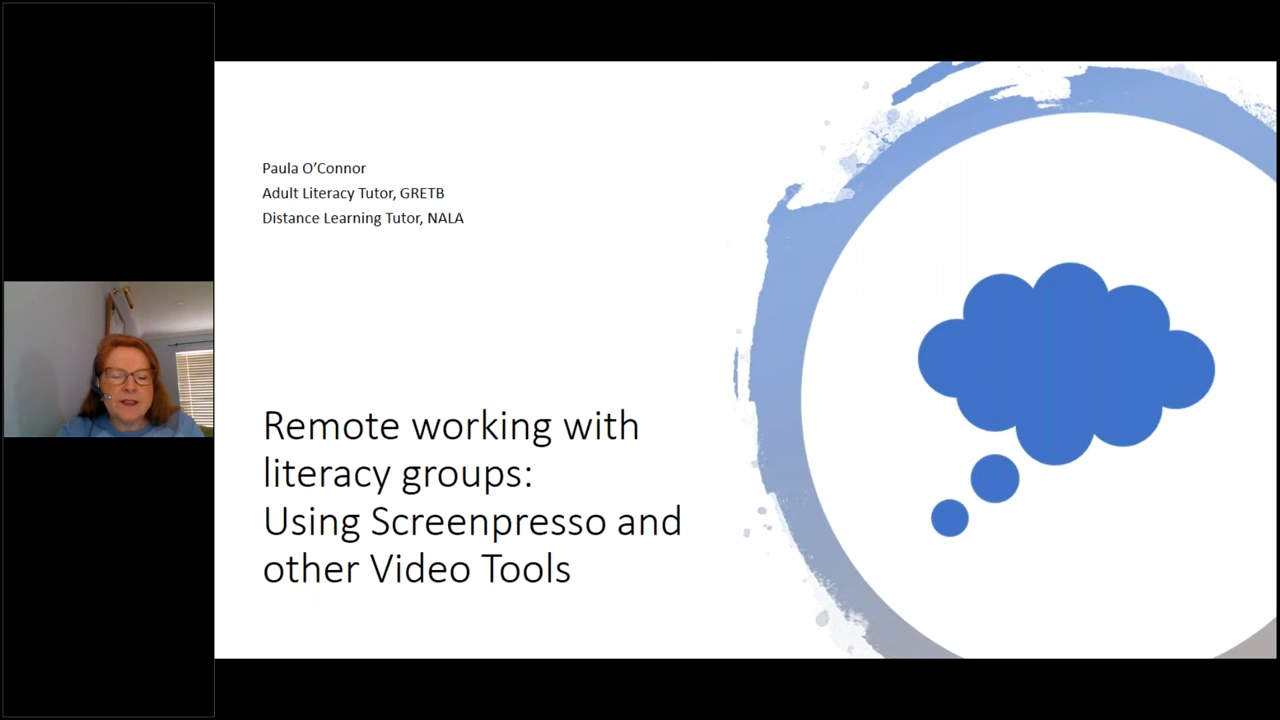 Paula O’Connor
Adult Literacy Tutor, GRETB
Distance Learning Tutor, NALA
Remote working with
literacy groups:
Using Screenpresso and
other Video Tools